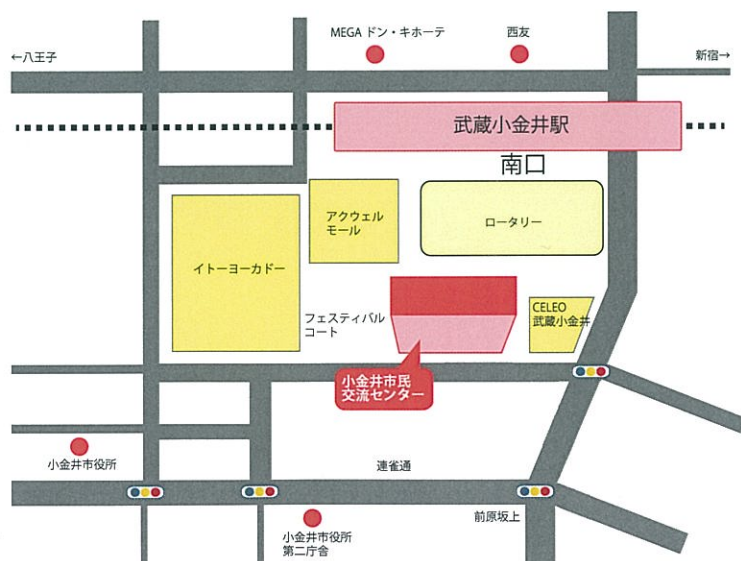 MEGA ドン・キホーテ
西友
←八王子
新宿→
武蔵小金井駅
南口
アクウェル
モール
ロータリー
イトーヨーカドー
フェスティバル
コート
CELEO
武蔵小金井
小金井市民
交流センター
小金井市役所
連雀通
前原坂上
小金井市役所
第二庁舎